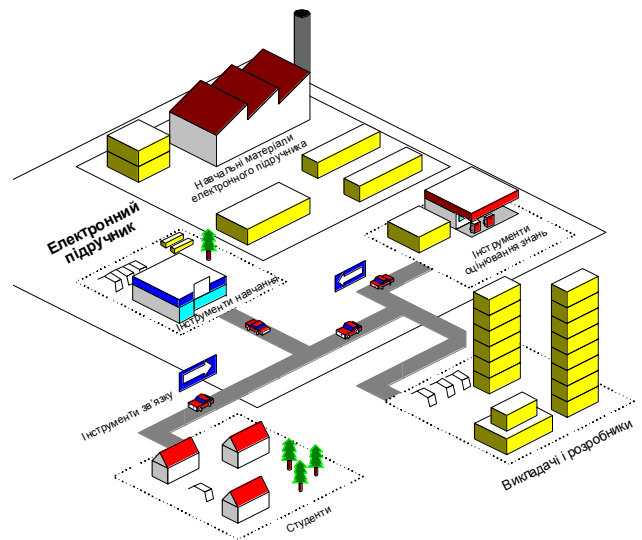 Навчальні матеріали
електронного підручника
Електронний
підручник
Інструменти
оцінювання знань
Інструменти навчання
Інструменти зв'язку
Викладачі і розробники
Студенти